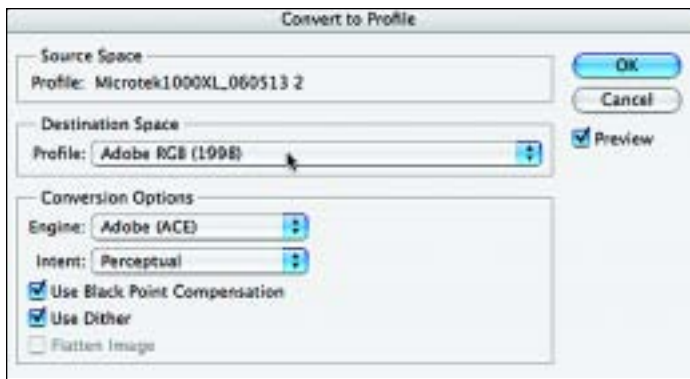 Convert to Profile
Source Space
Profile: Microtek1000XL_060513 2
OK
Cancel
Preview
Destination Space
Profile: Adobe RGB (1998)
Conversion Options
Engine: Adobe (ACE)
Intent: Perceptual
Use Black Point Compensation
Use Dither
Flatten Image